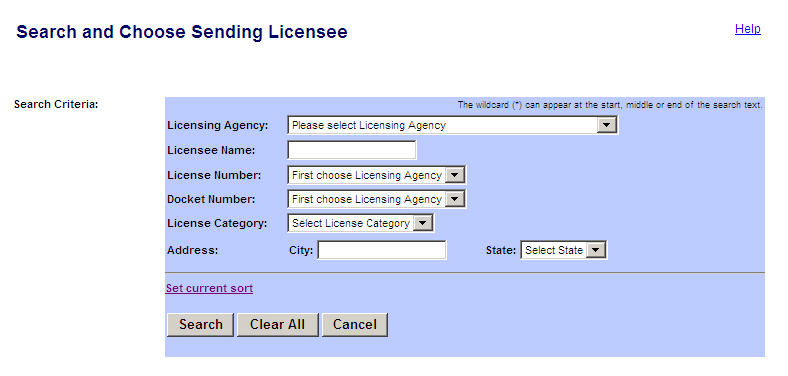 Search and Choose Sending Licensee
Help
Search Criteria:
The wildcard (*) can appear at the start, middle or end of the search text.
Licensing Agency: Please select Licensing Agency
Licensee Name:
License Number: First choose Licensing Agency
Docket Number: First choose Licensing Agency
License Category: Select License Category
Address: City: State: Select State
Set current sort
Search Clear All Cancel